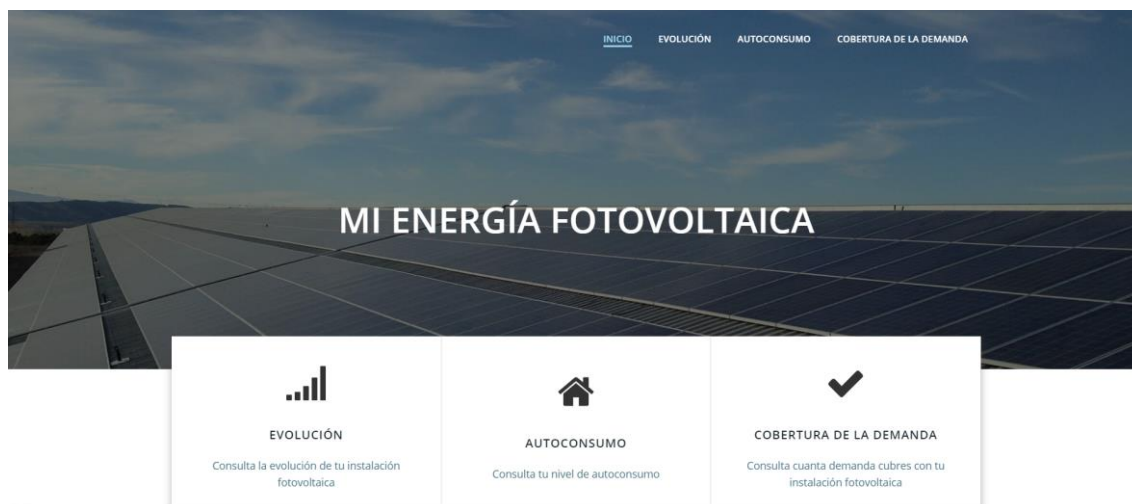 INICIO EVOLUCIÓN AUTOCONSUMO COBERTURA DE LA DEMANDA
MI ENERGÍA FOTOVOLTAICA
EVOLUCIÓN
Consulta la evolución de tu instalación
fotovoltaica
AUTOCONSUMO
Consulta tu nivel de autoconsumo
COBERTURA DE LA DEMANDA
Consulta cuanta demanda cubres con tu
instalación fotovoltaica